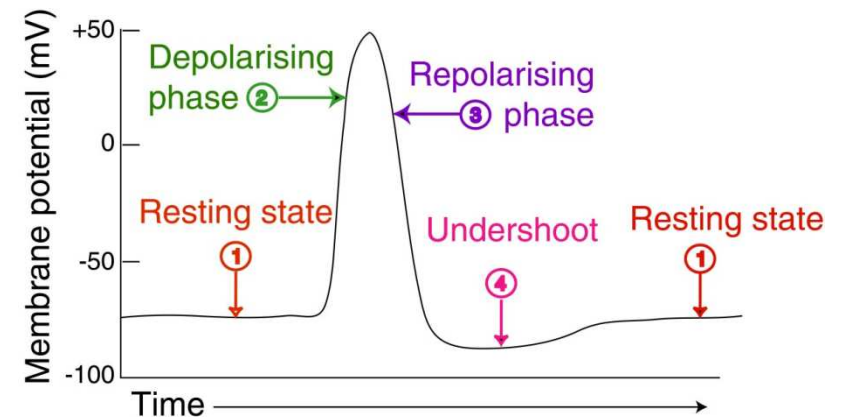 Membrane potential (mV)
+50
0
-50
-100
Depolarising
phase 2
Repolarising
3 phase
Resting state
1
Undershoot
4
Resting state
1
Time